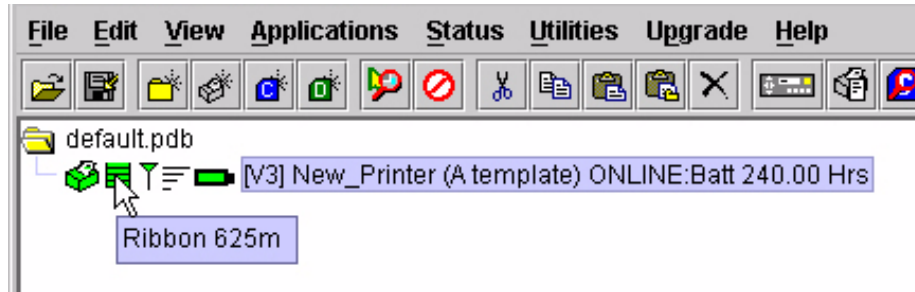 File Edit View Applications Status Utilities Upgrade Help
C D
default.pdb
[V3] New_Printer (A template) ONLINE:Batt 240.00 Hrs
Ribbon 625m